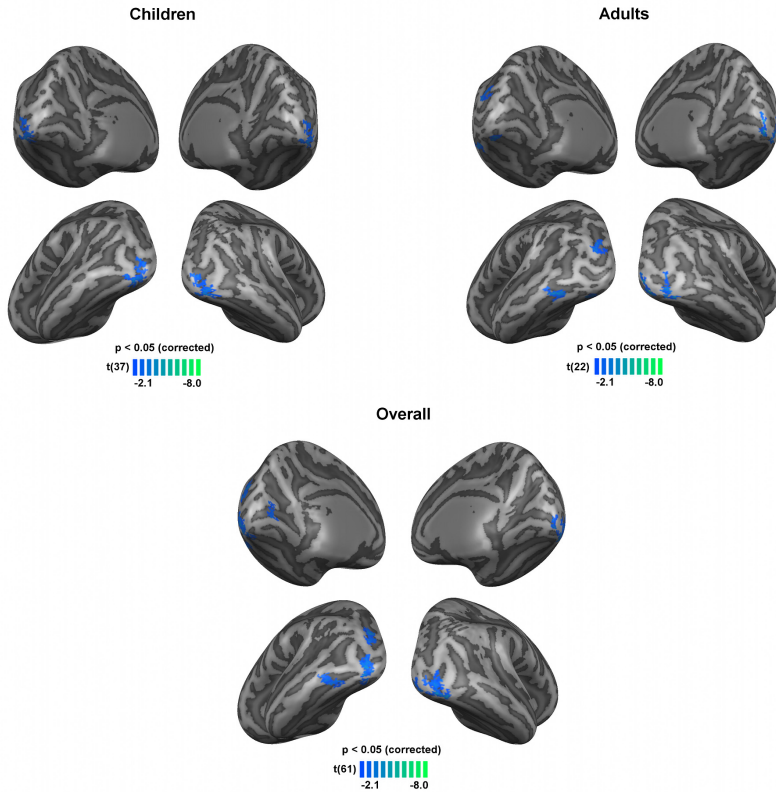 Children
Adults
p < 0.05 (corrected)
t(37)
-2.1 -8.0
p < 0.05 (corrected)
t(22)
-2.1 -8.0
Overall
p < 0.05 (corrected)
t(61)
-2.1 -8.0